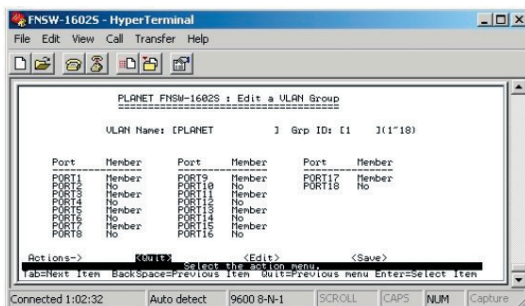 FNSW-1602S - HyperTerminal
File Edit View Call Transfer Help
PLANET FNSW-1602S : Edit a VLAN Group
VLAN Name: [PLANET ] Grp ID: [1 ](1~18)
Port Member Port Member Port Member
PORT1 Member PORT9 Member PORT17 Member
PORT2 No PORT10 No PORT18 No
PORT3 Member PORT11 Member
PORT4 No PORT12 No
PORT5 Member PORT13 Member
PORT6 No PORT14 No
PORT7 Member PORT15 Member
PORT8 No PORT16 No
Actions-> <Quit> <Edit> <Save>
Select the action menu.
Tab=Next Item BackSpace=Previous Item Quit=Previous menu Enter=Select Item
Connected 1:02:32 Auto detect 9600 8-N-1 SCROLL CAPS NUM Capture